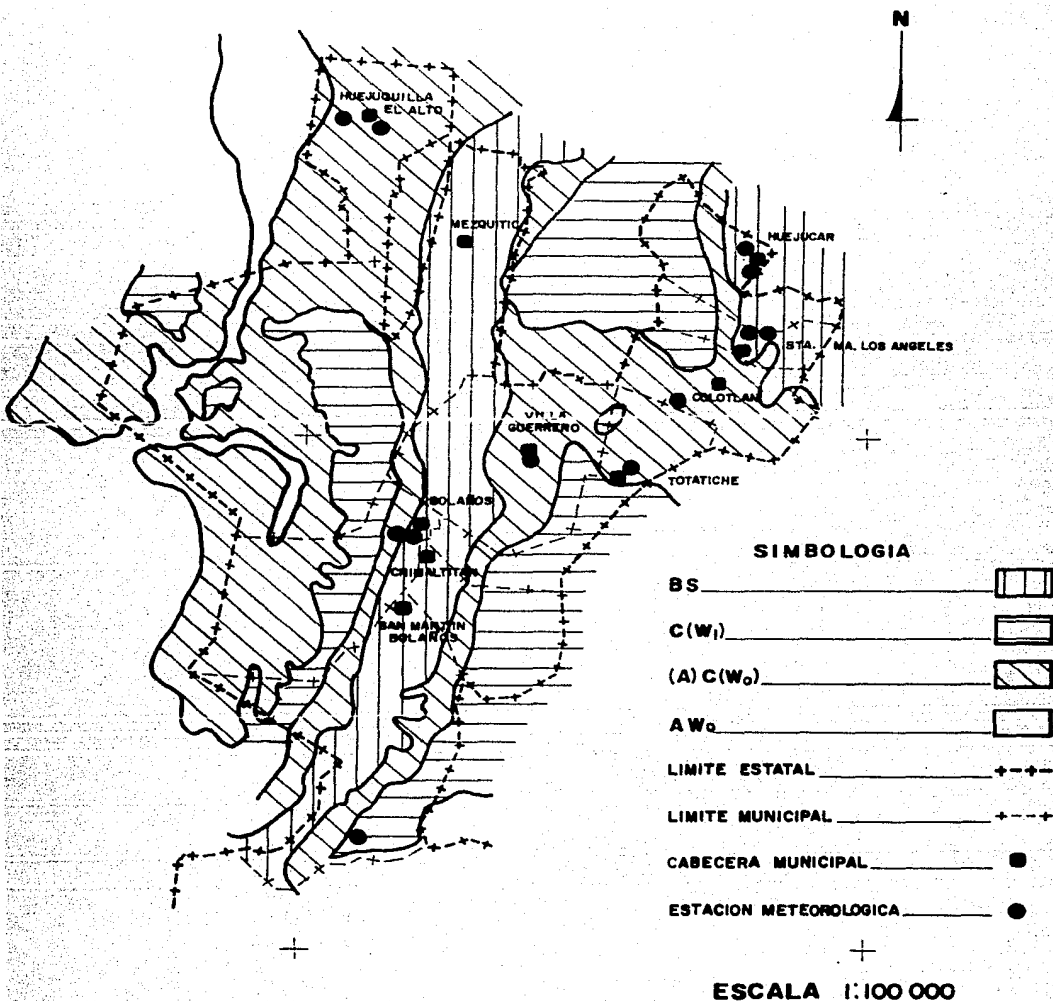 N
HUEJUQUILLA
EL ALTO
MEZQUITIC
HUEJUCAR
STA. MA. LOS ANGELES
COLOTLAN
VILLA
GUERRERO
TOTATICHE
BOLAÑOS
CHIMALTITAN
SAN MARTIN
BOLAÑOS
SIMBOLOGIA
BS
C(W₁)
(A) C(W₀)
A W₀
LIMITE ESTATAL
LIMITE MUNICIPAL
CABECERA MUNICIPAL
ESTACION METEOROLOGICA
ESCALA 1:100 000